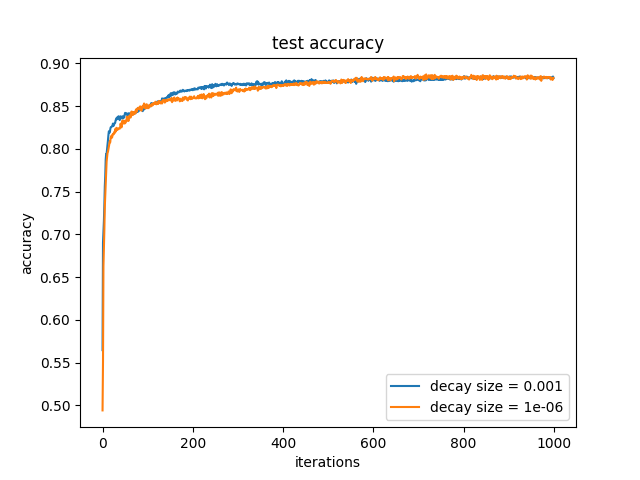 test accuracy
0.90
0.85
0.80
0.75
0.70
0.65
0.60
0.55
0.50
accuracy
decay size = 0.001
decay size = 1e-06
0 200 400 600 800 1000
iterations